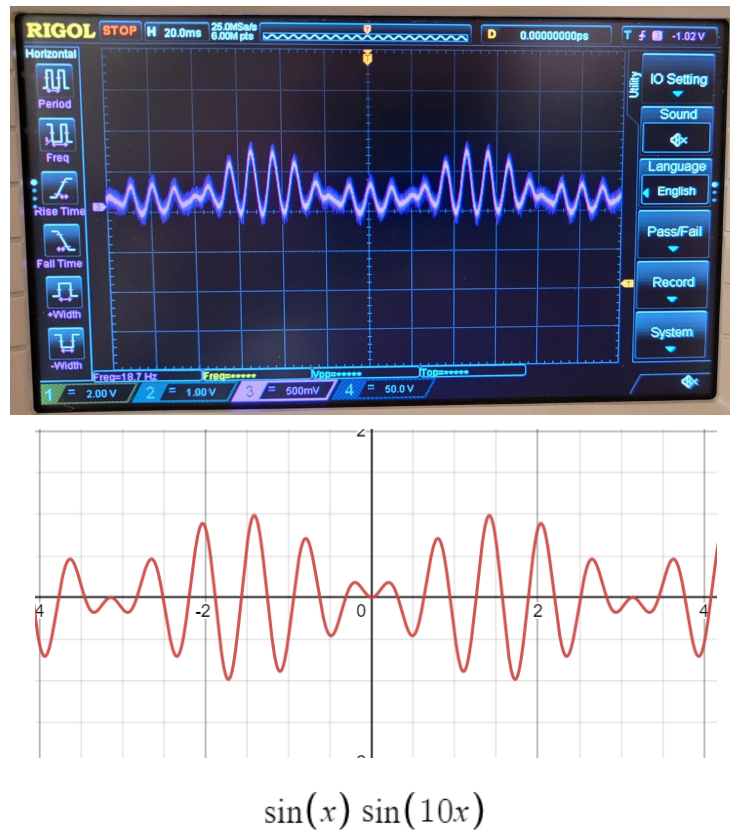 RIGOL STOP H 20.0ms 25.0MSa/s 6.00M pts T D 0.00000000ps T -1.02 V
Horizontal
Period
Freq
Rise Time
Fall Time
+Width
-Width
T
3
T
Utility
IO Setting
Sound
Language
English
Pass/Fail
Record
System
Freq=18.7 Hz Freq=***** Vpp=***** Top=*****
1 = 2.00 V 2 = 1.00 V 3 = 500mV 4 = 50.0 V
4 -2 0 2 4
sin(x) sin(10x)